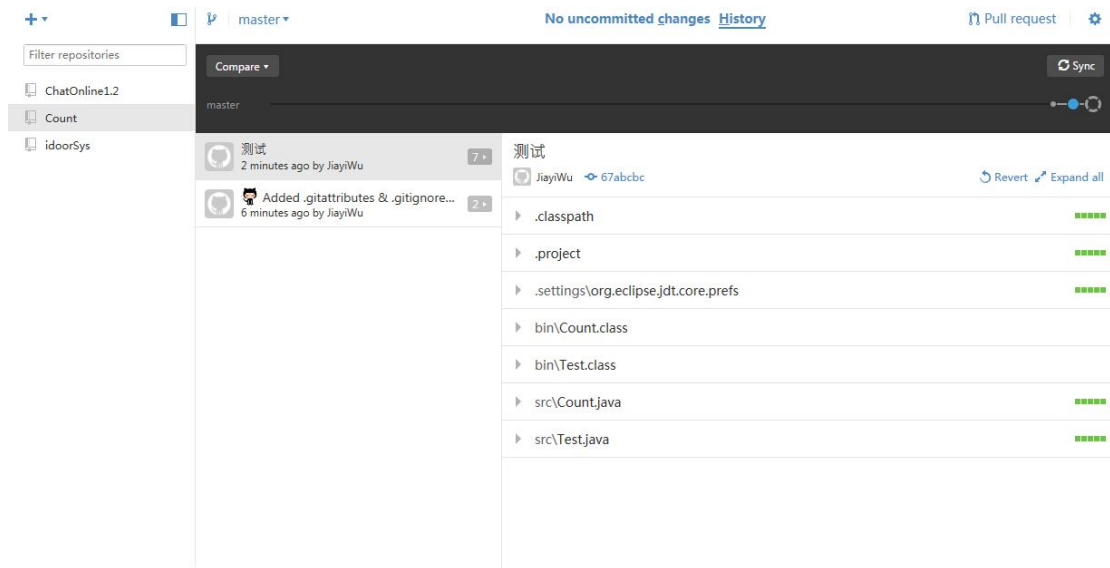 master
No uncommitted changes History
Pull request
Filter repositories
ChatOnline1.2
Count
idoorSys
Compare
Sync
master
测试
2 minutes ago by JiayiWu
7
Added .gitattributes & .gitignore...
6 minutes ago by JiayiWu
2
测试
JiayiWu 67abcbc
Revert Expand all
.classpath
.project
.settings\org.eclipse.jdt.core.prefs
bin\Count.class
bin\Test.class
src\Count.java
src\Test.java